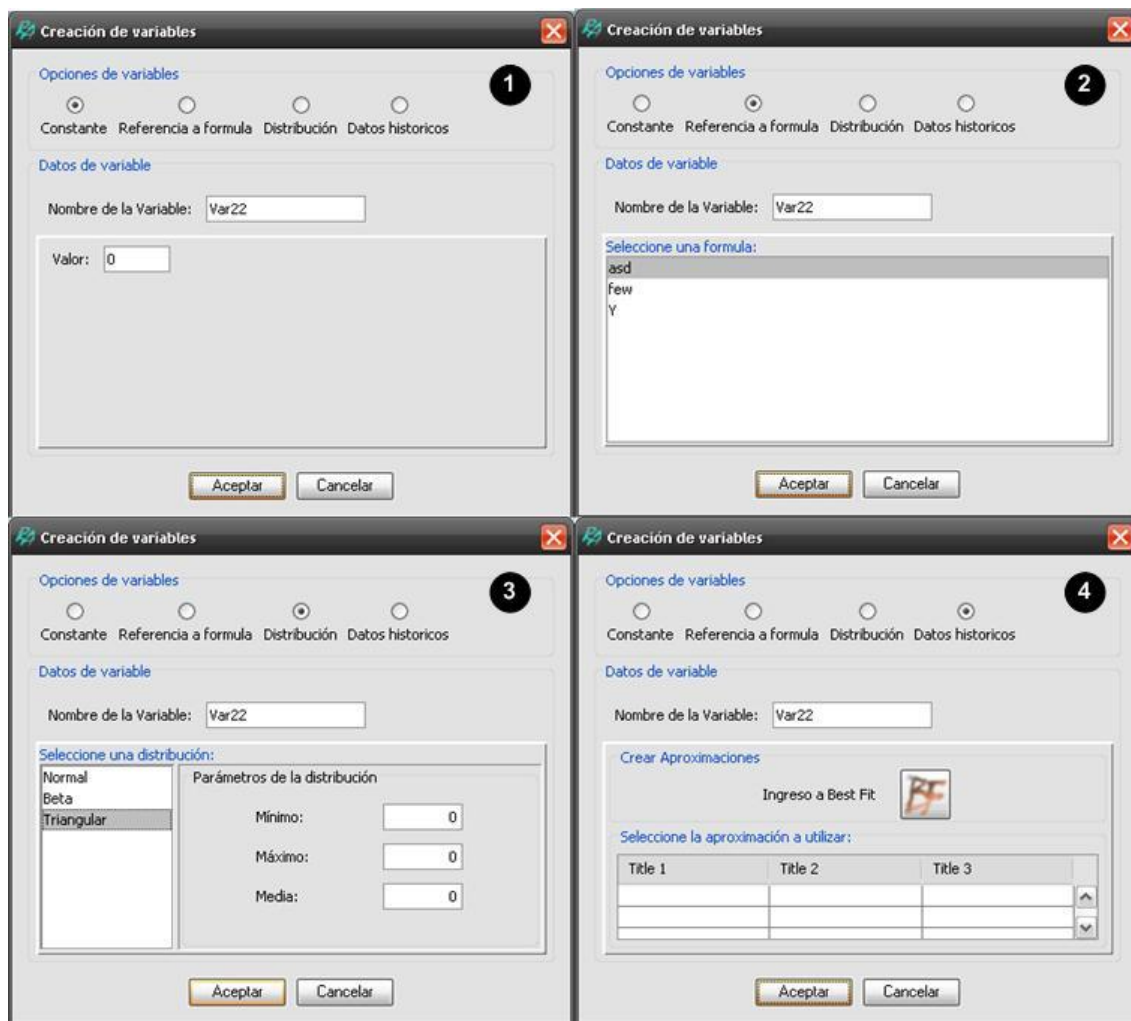 Creación de variables
Opciones de variables
1
Constante Referencia a formula Distribución Datos historicos
Datos de variable
Nombre de la Variable: Var22
Valor: 0
Aceptar Cancelar
Creación de variables
Opciones de variables
2
Constante Referencia a formula Distribución Datos historicos
Datos de variable
Nombre de la Variable: Var22
Seleccione una formula:
asd
few
Y
Aceptar Cancelar
Creación de variables
Opciones de variables
3
Constante Referencia a formula Distribución Datos historicos
Datos de variable
Nombre de la Variable: Var22
Seleccione una distribución:
Normal
Beta
Triangular
Parámetros de la distribución
Mínimo: 0
Máximo: 0
Media: 0
Aceptar Cancelar
Creación de variables
Opciones de variables
4
Constante Referencia a formula Distribución Datos historicos
Datos de variable
Nombre de la Variable: Var22
Crear Aproximaciones
Ingreso a Best Fit BF
Seleccione la aproximación a utilizar:
Title 1 Title 2 Title 3
Aceptar Cancelar